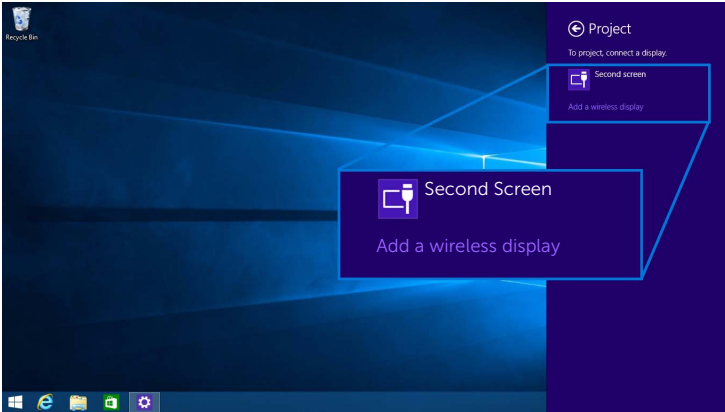 Recycle Bin
Project
To project, connect a display.
Second screen
Add a wireless display
Second Screen
Add a wireless display